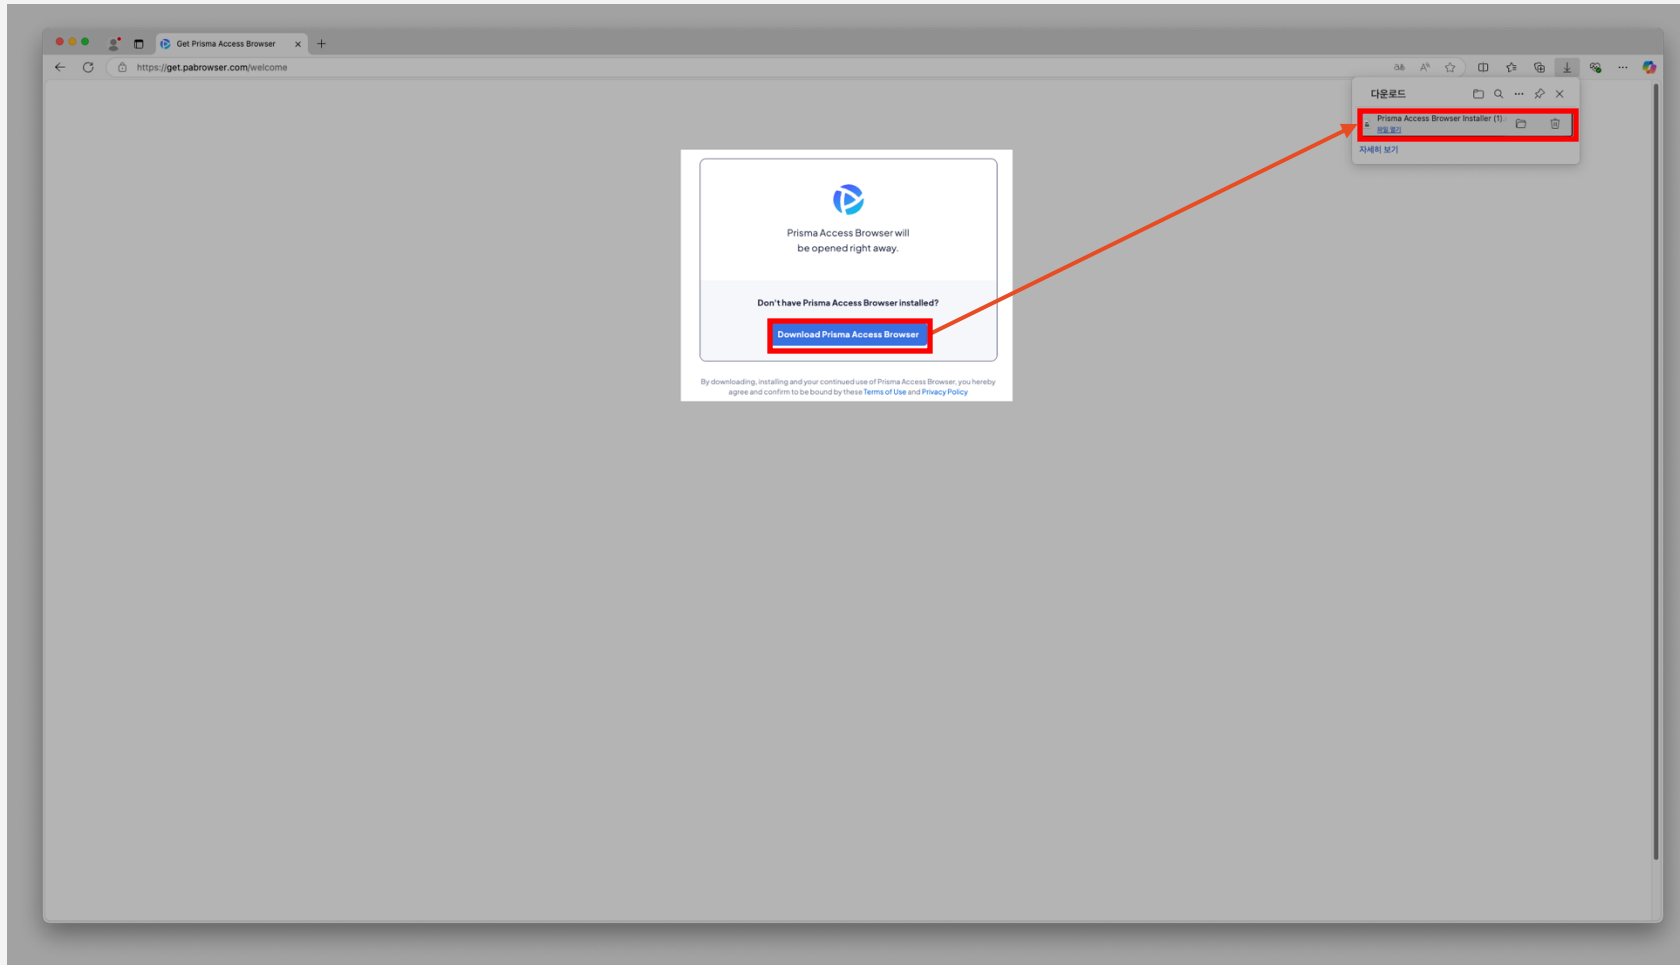 Get Prisma Access Browser
https://get.pabrowser.com/welcome
다운로드
Prisma Access Browser Installer (1).
파일 열기
자세히 보기
Prisma Access Browser will
be opened right away.
Don't have Prisma Access Browser installed?
Download Prisma Access Browser
By downloading, installing and your continued use of Prisma Access Browser, you hereby
agree and confirm to be bound by these Terms of Use and Privacy Policy